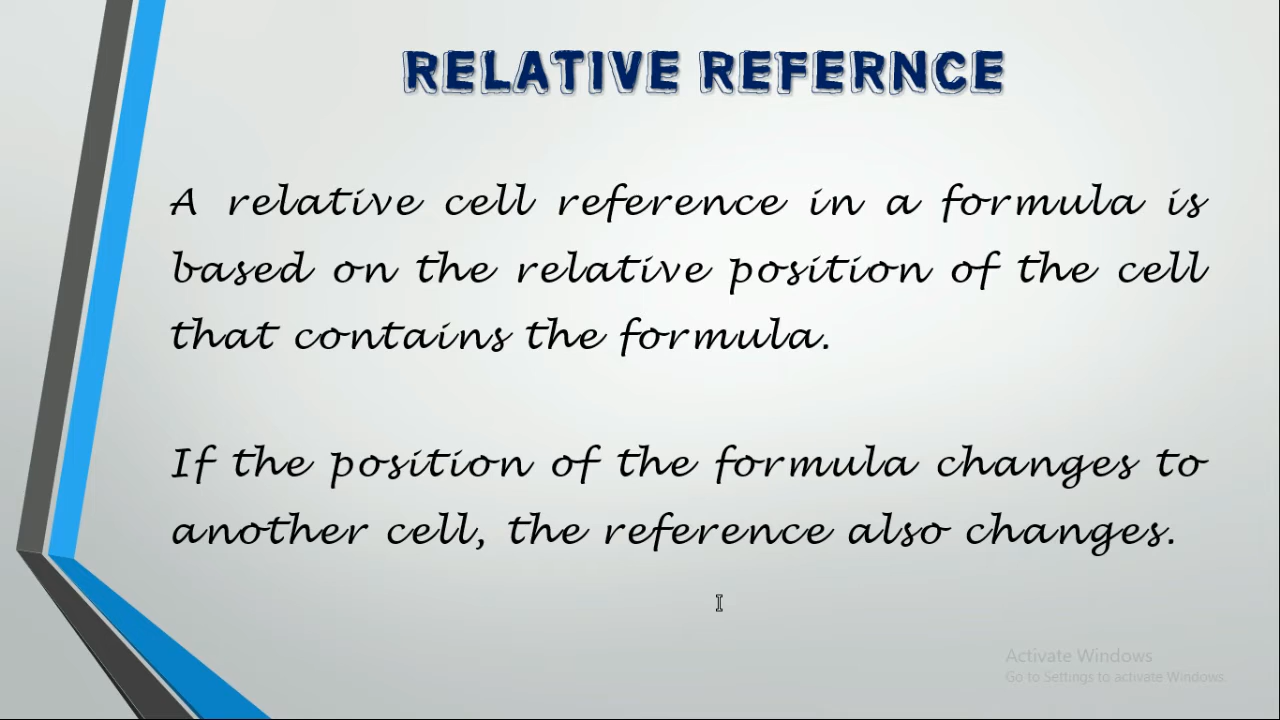 RELATIVE REFERNCE
A relative cell reference in a formula is
based on the relative position of the cell
that contains the formula.
If the position of the formula changes to
another cell, the reference also changes.
Activate Windows
Go to Settings to activate Windows.